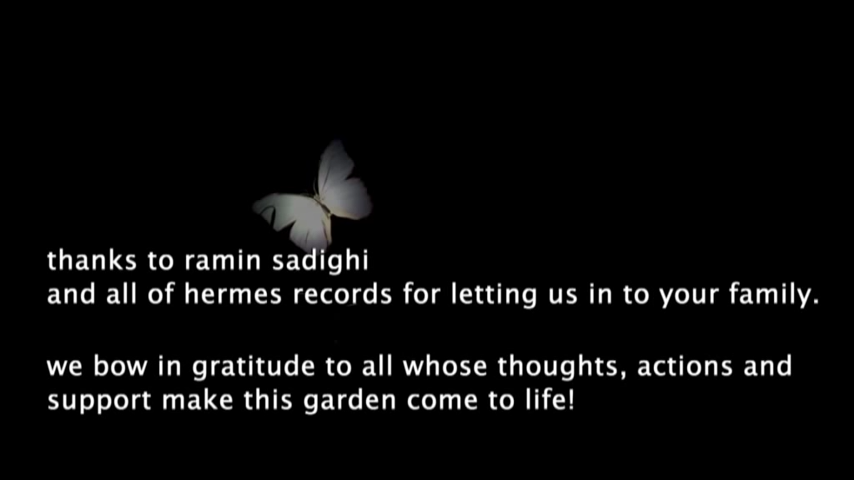 thanks to ramin sadighi
and all of hermes records for letting us in to your family.
we bow in gratitude to all whose thoughts, actions and
support make this garden come to life!